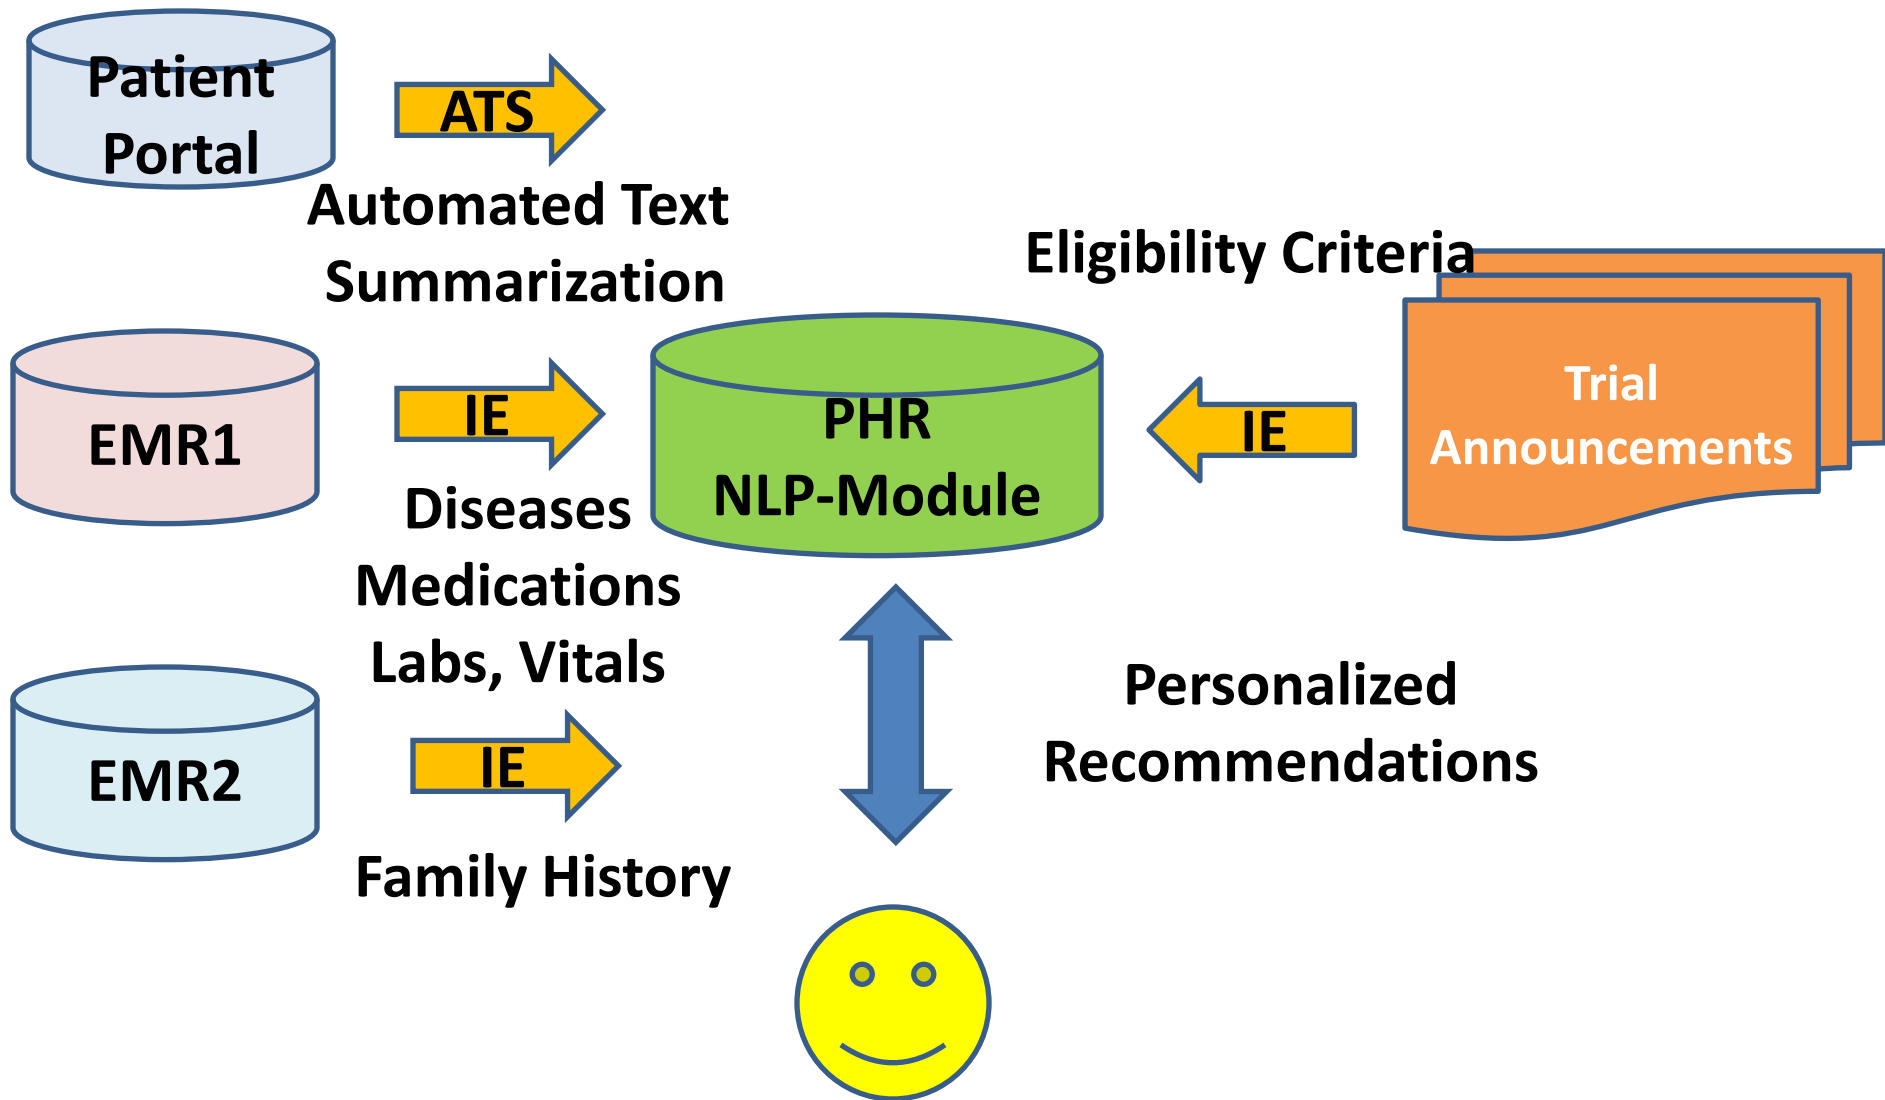 Patient
Portal
ATS
Automated Text
Summarization
Eligibility Criteria
EMR1
IE
PHR
NLP-Module
IE
Trial
Announcements
Diseases
Medications
Labs, Vitals
EMR2
IE
Personalized
Recommendations
Family History